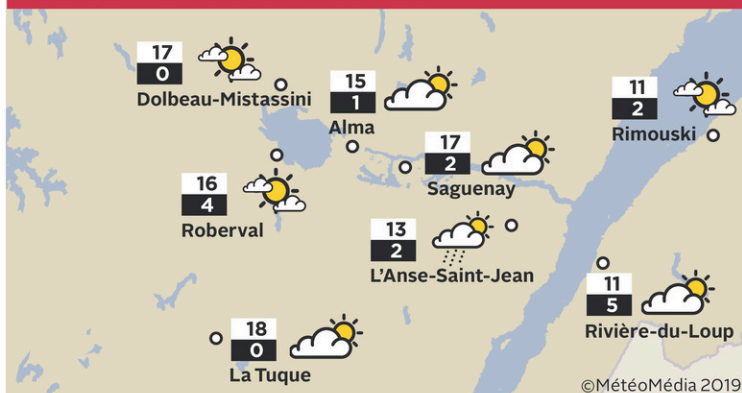 17
0
Dolbeau-Mistassini
15
1
Alma
11
2
Rimouski
17
2
Saguenay
16
4
Roberval
13
2
L'Anse-Saint-Jean
11
5
Rivière-du-Loup
18
0
La Tuque
©MétéoMédia 2019